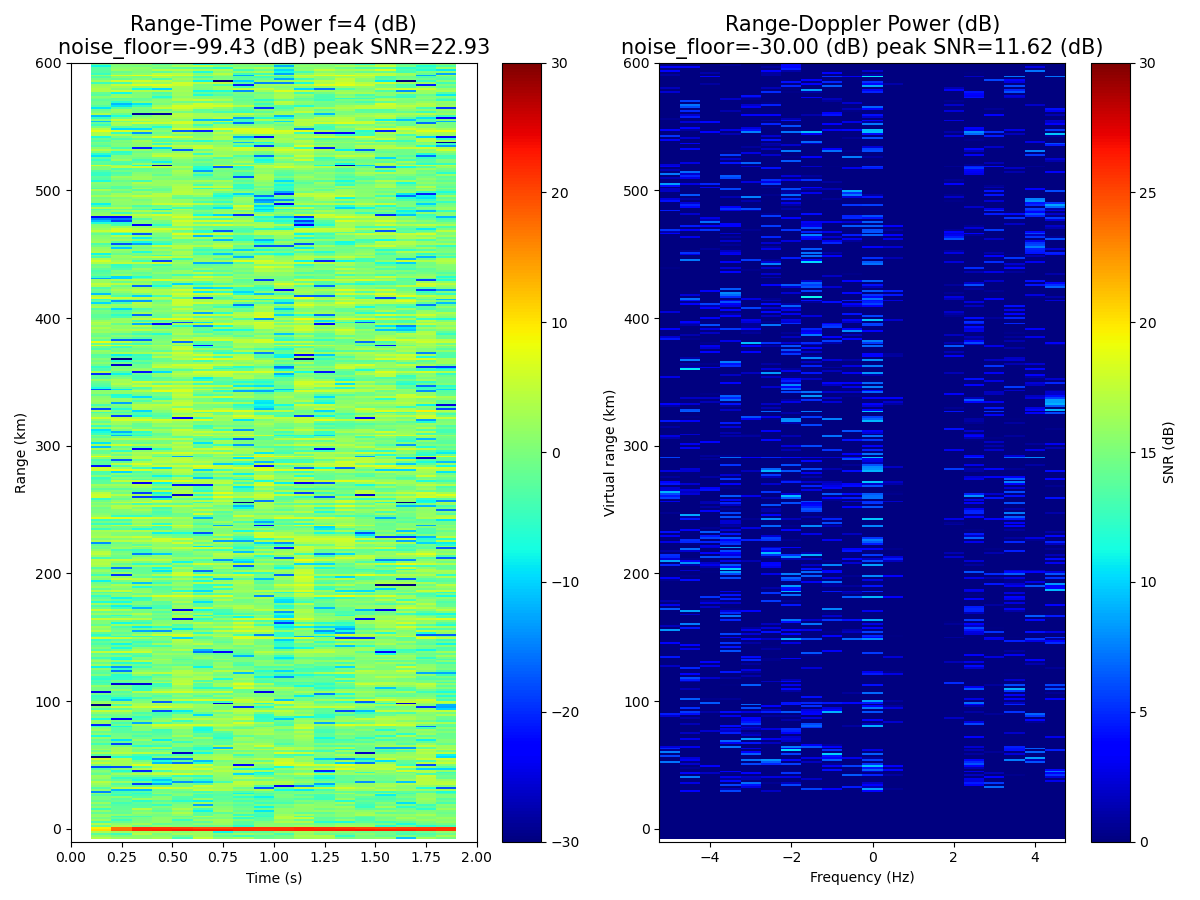 Range-Time Power f=4 (dB)
noise_floor=-99.43 (dB) peak SNR=22.93
600
500
400
300
200
100
0
Range (km)
0.00 0.25 0.50 0.75 1.00 1.25 1.50 1.75 2.00
Time (s)
30
20
10
0
−10
−20
−30
Range-Doppler Power (dB)
noise_floor=-30.00 (dB) peak SNR=11.62 (dB)
600
500
400
300
200
100
0
Virtual range (km)
−4 −2 0 2 4
Frequency (Hz)
30
25
20
15
10
5
0
SNR (dB)